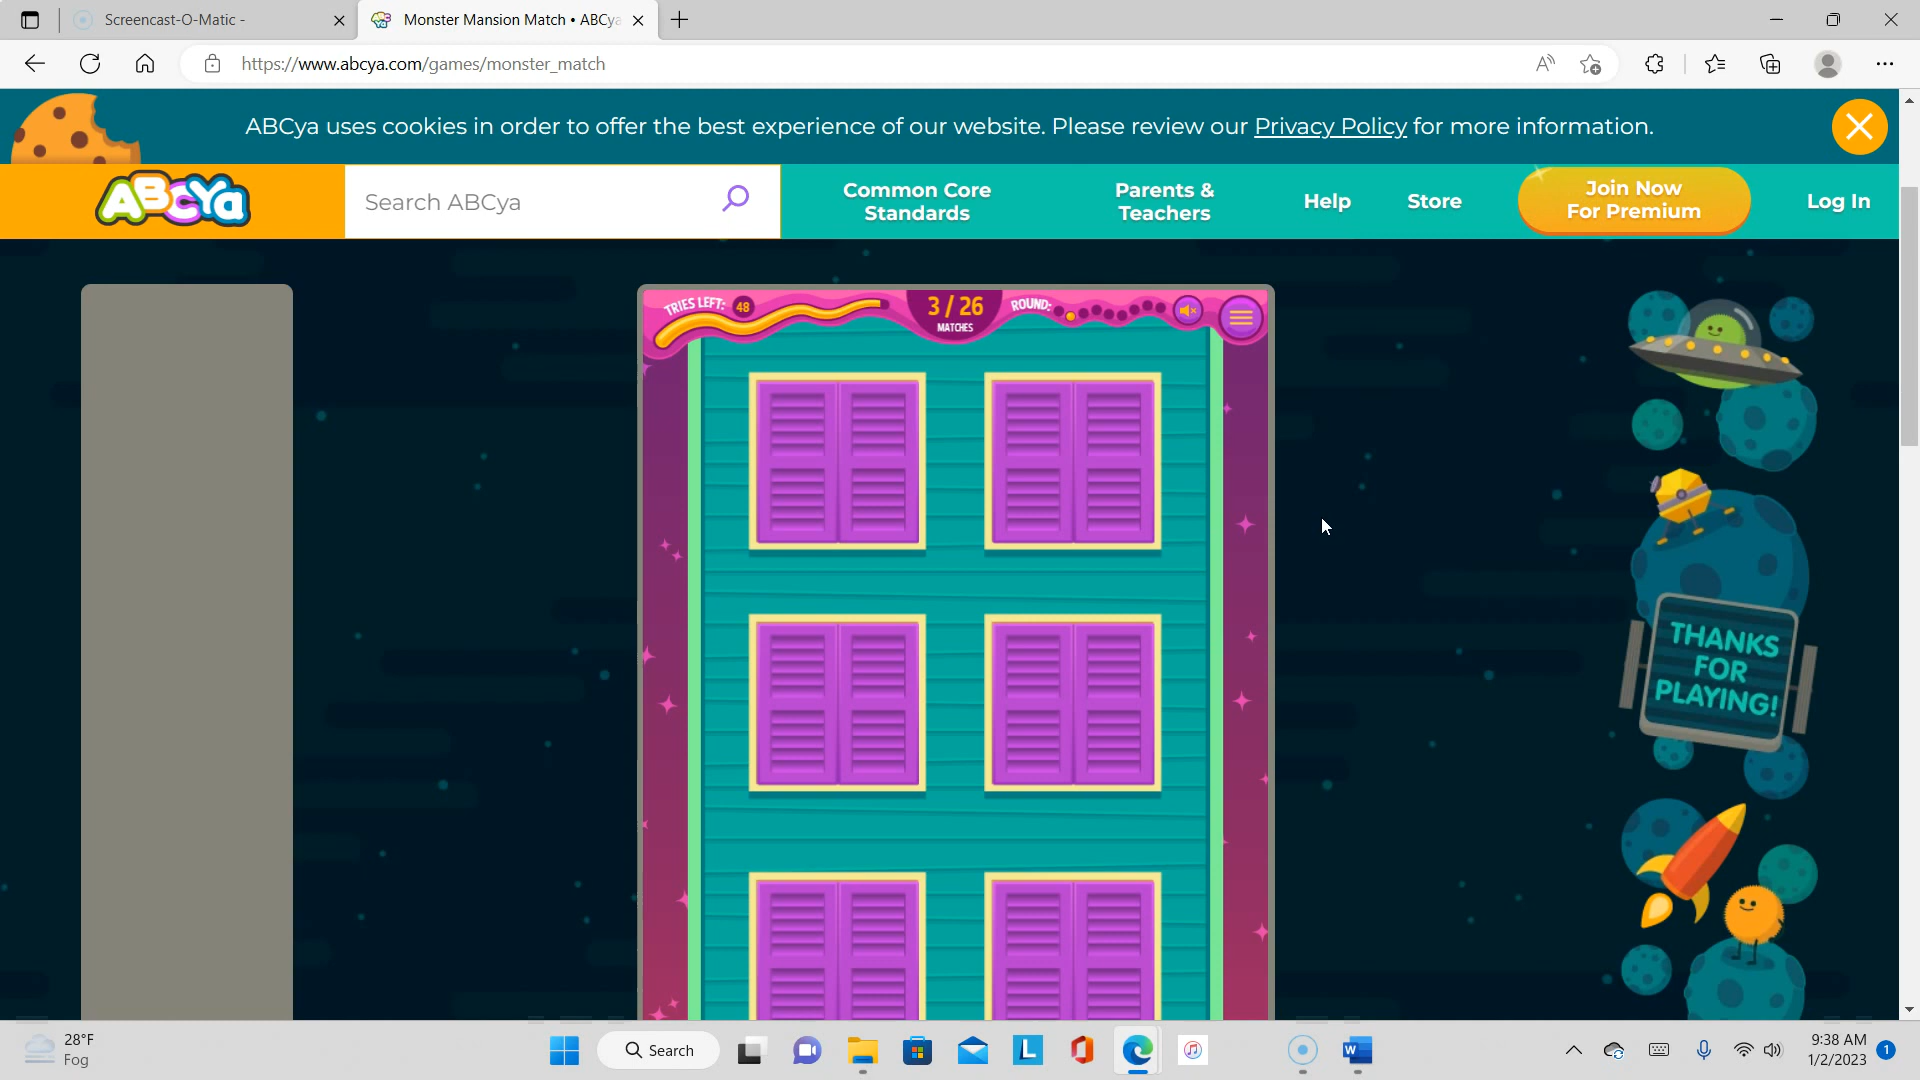 Screencast-O-Matic -
Monster Mansion Match • ABCya
https://www.abcya.com/games/monster_match
ABCya uses cookies in order to offer the best experience of our website. Please review our Privacy Policy for more information.
ABCYa
Search ABCya
Common Core
Standards
Parents &
Teachers
Help
Store
Join Now
For Premium
Log In
TRIES LEFT: 48
3 / 26
MATCHES
ROUND:
THANKS
FOR
PLAYING!
28°F
Fog
Search
L
W
9:38 AM
1/2/2023
1